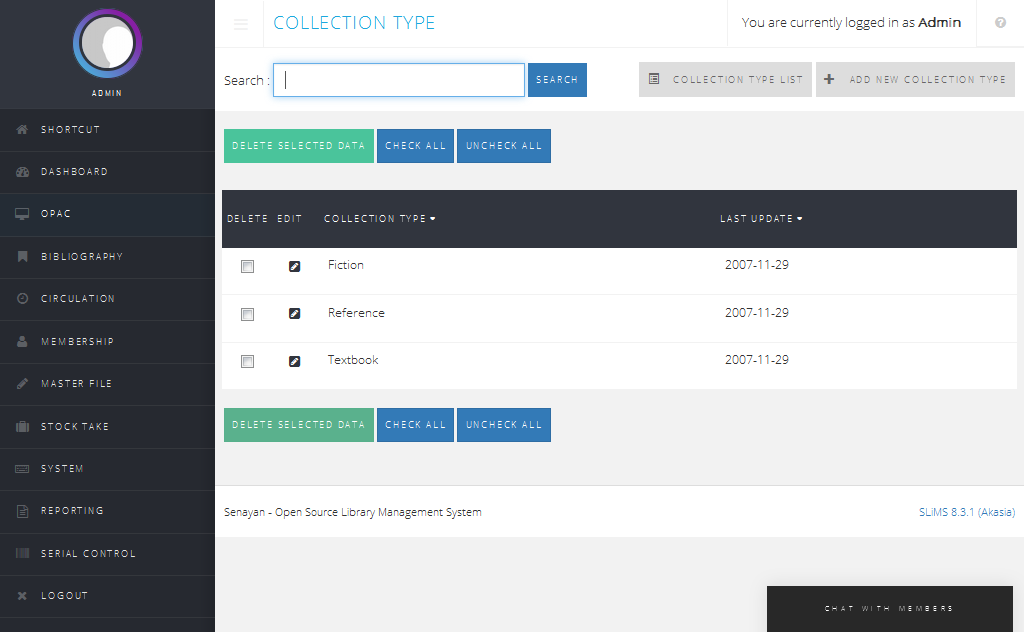 ADMIN
SHORTCUT
DASHBOARD
OPAC
BIBLIOGRAPHY
CIRCULATION
MEMBERSHIP
MASTER FILE
STOCK TAKE
SYSTEM
REPORTING
SERIAL CONTROL
LOGOUT
COLLECTION TYPE
You are currently logged in as Admin
Search :
SEARCH
COLLECTION TYPE LIST
ADD NEW COLLECTION TYPE
DELETE SELECTED DATA CHECK ALL UNCHECK ALL
DELETE EDIT COLLECTION TYPE LAST UPDATE
Fiction 2007-11-29
Reference 2007-11-29
Textbook 2007-11-29
DELETE SELECTED DATA CHECK ALL UNCHECK ALL
Senayan - Open Source Library Management System
SLiMS 8.3.1 (Akasia)
CHAT WITH MEMBERS